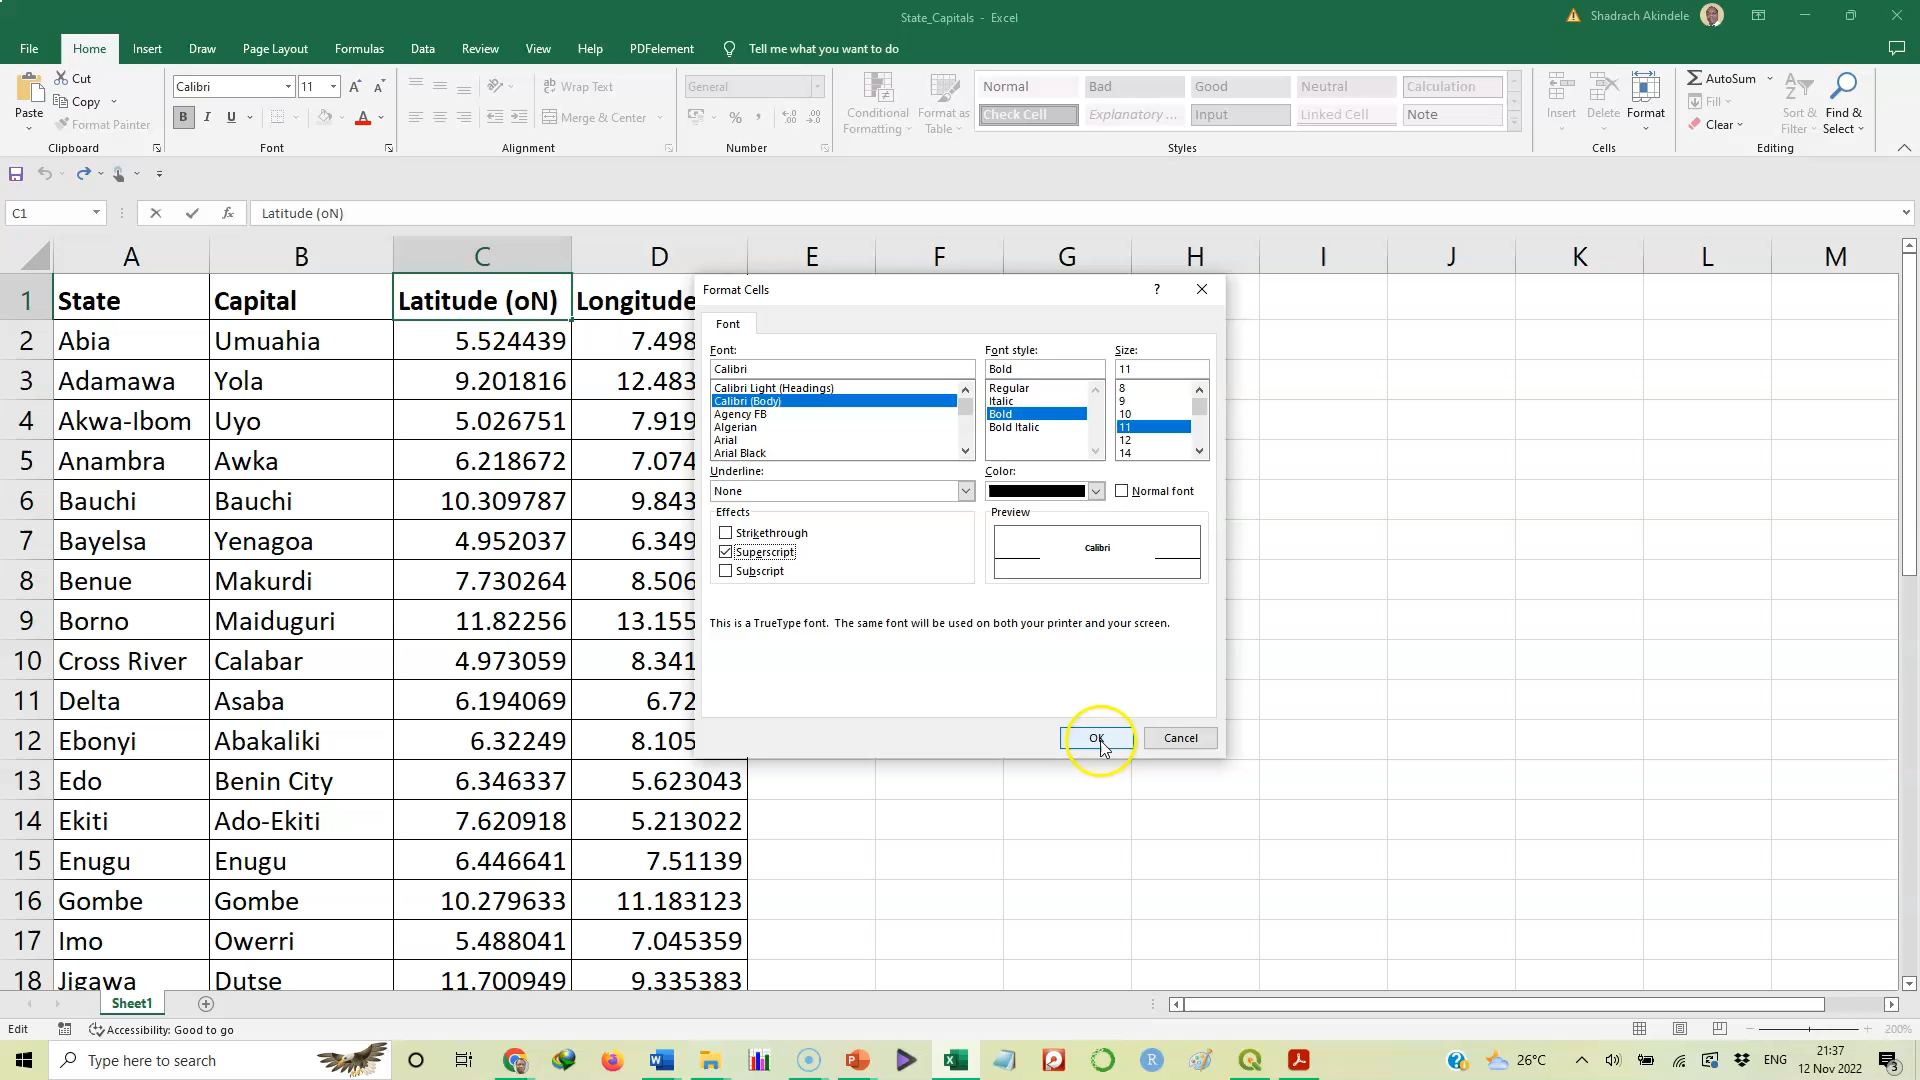 State_Capitals - Excel
Shadrach Akindele
File Home Insert Draw Page Layout Formulas Data Review View Help PDFelement Tell me what you want to do
Paste
Cut
Copy
Format Painter
Clipboard
Calibri 11
B I U
Font
Wrap Text
Merge & Center
Alignment
General
Number
Conditional Formatting
Format as Table
Normal Bad Good Neutral Calculation
Check Cell Explanatory ... Input Linked Cell Note
Styles
Insert Delete Format
Cells
AutoSum
Fill
Clear
Sort & Filter
Find & Select
Editing
C1
fx
Latitude (oN)
A B C D E F G H I J K L M
1 State Capital Latitude (oN) Longitude
2 Abia Umuahia 5.524439 7.498
3 Adamawa Yola 9.201816 12.483
4 Akwa-Ibom Uyo 5.026751 7.919
5 Anambra Awka 6.218672 7.074
6 Bauchi Bauchi 10.309787 9.843
7 Bayelsa Yenagoa 4.952037 6.349
8 Benue Makurdi 7.730264 8.506
9 Borno Maiduguri 11.82256 13.155
10 Cross River Calabar 4.973059 8.341
11 Delta Asaba 6.194069 6.72
12 Ebonyi Abakaliki 6.32249 8.105
13 Edo Benin City 6.346337 5.623043
14 Ekiti Ado-Ekiti 7.620918 5.213022
15 Enugu Enugu 6.446641 7.51139
16 Gombe Gombe 10.279633 11.183123
17 Imo Owerri 5.488041 7.045359
18 Jigawa Dutse 11.700949 9.335383
Format Cells
?
Font
Font: Font style: Size:
Calibri Bold 11
Calibri Light (Headings) Regular 8
Calibri (Body) Italic 9
Agency FB Bold 10
Algerian Bold Italic 11
Arial 12
Arial Black 14
Underline: Color:
None Normal font
Effects Preview
Strikethrough
Superscript
Subscript
Calibri
This is a TrueType font. The same font will be used on both your printer and your screen.
OK Cancel
Sheet1
Edit Accessibility: Good to go 200%
Type here to search
26°C ENG
21:37
12 Nov 2022
3